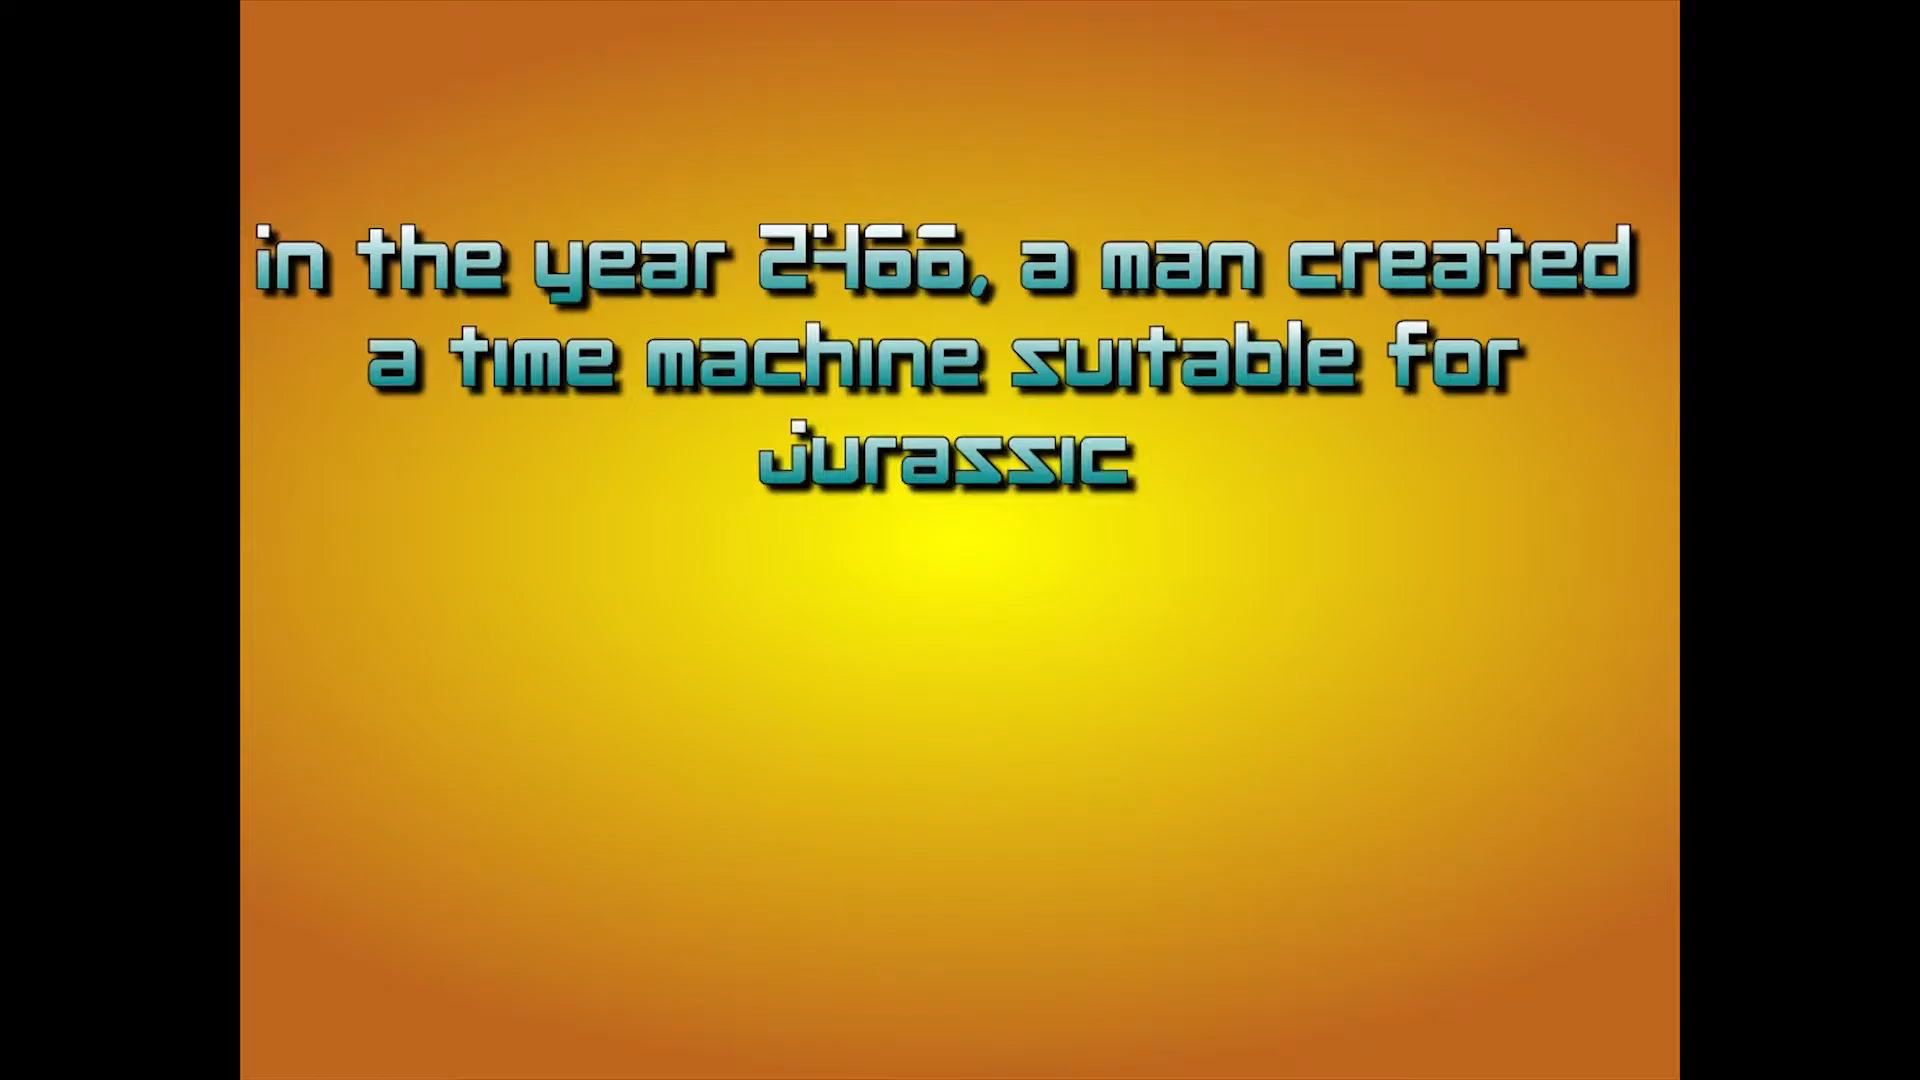 in the year 2466, a man created
a time machine suitable for
jurassic